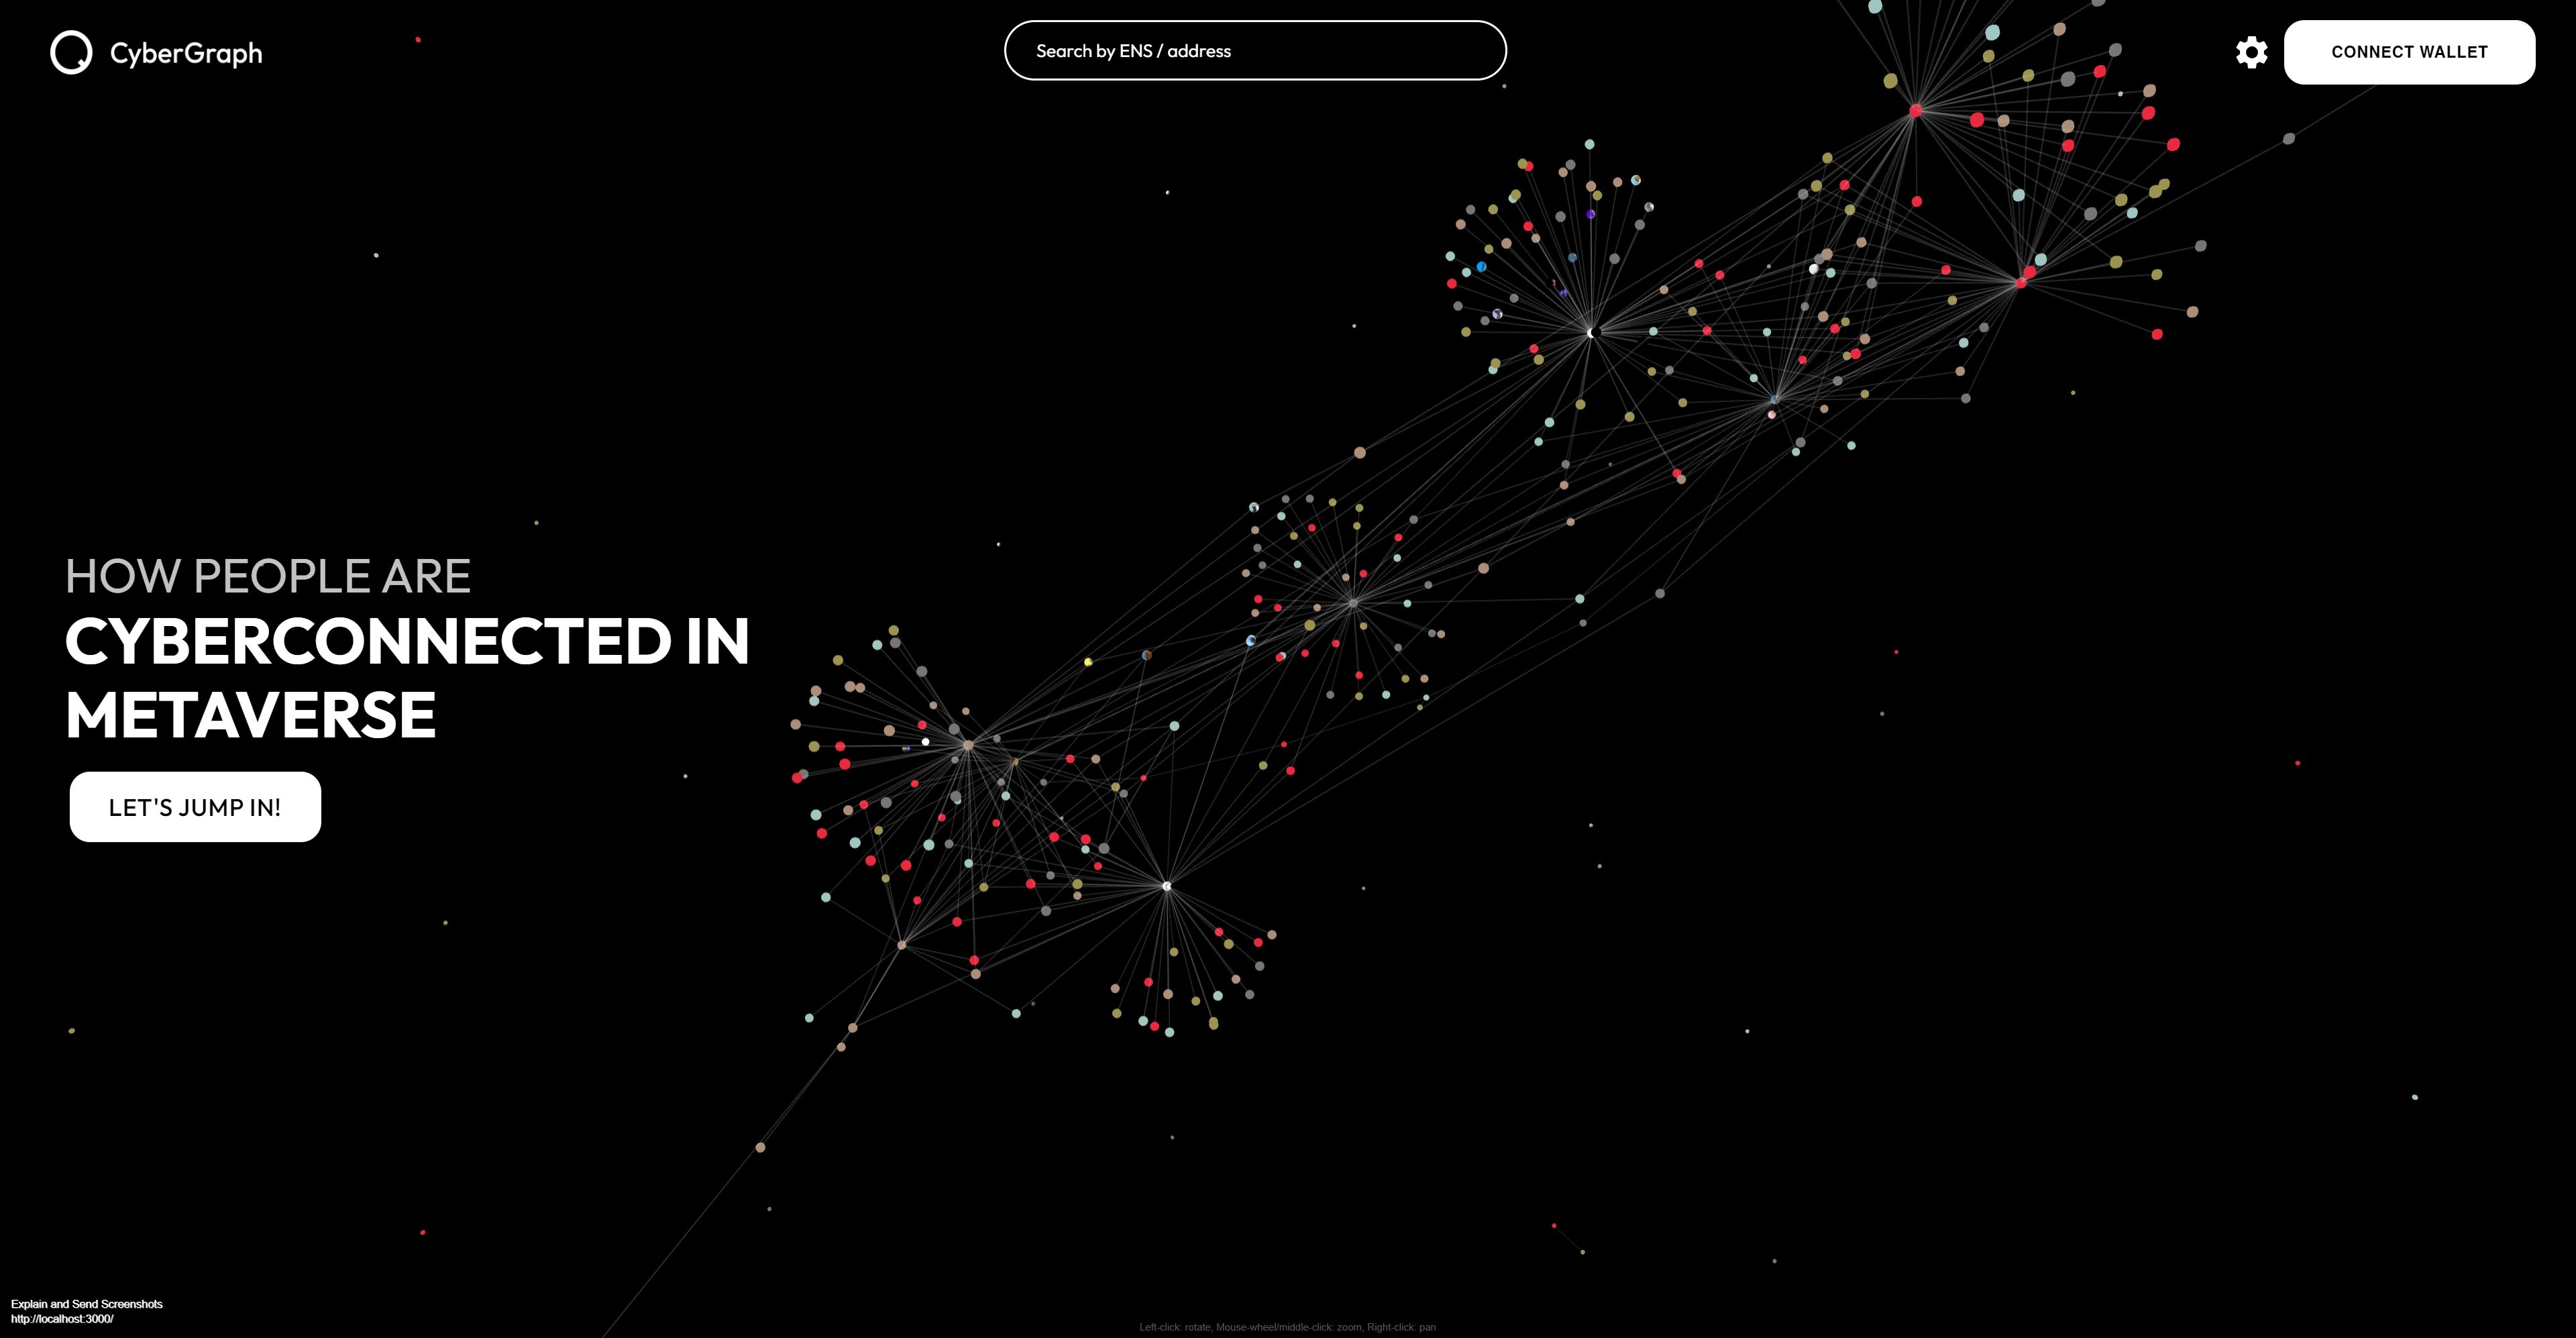 CyberGraph
Search by ENS / address
CONNECT WALLET
HOW PEOPLE ARE
CYBERCONNECTED IN
METAVERSE
LET'S JUMP IN!
Explain and Send Screenshots
http://localhost:3000/
Left-click: rotate, Mouse-wheel/middle-click: zoom, Right-click: pan